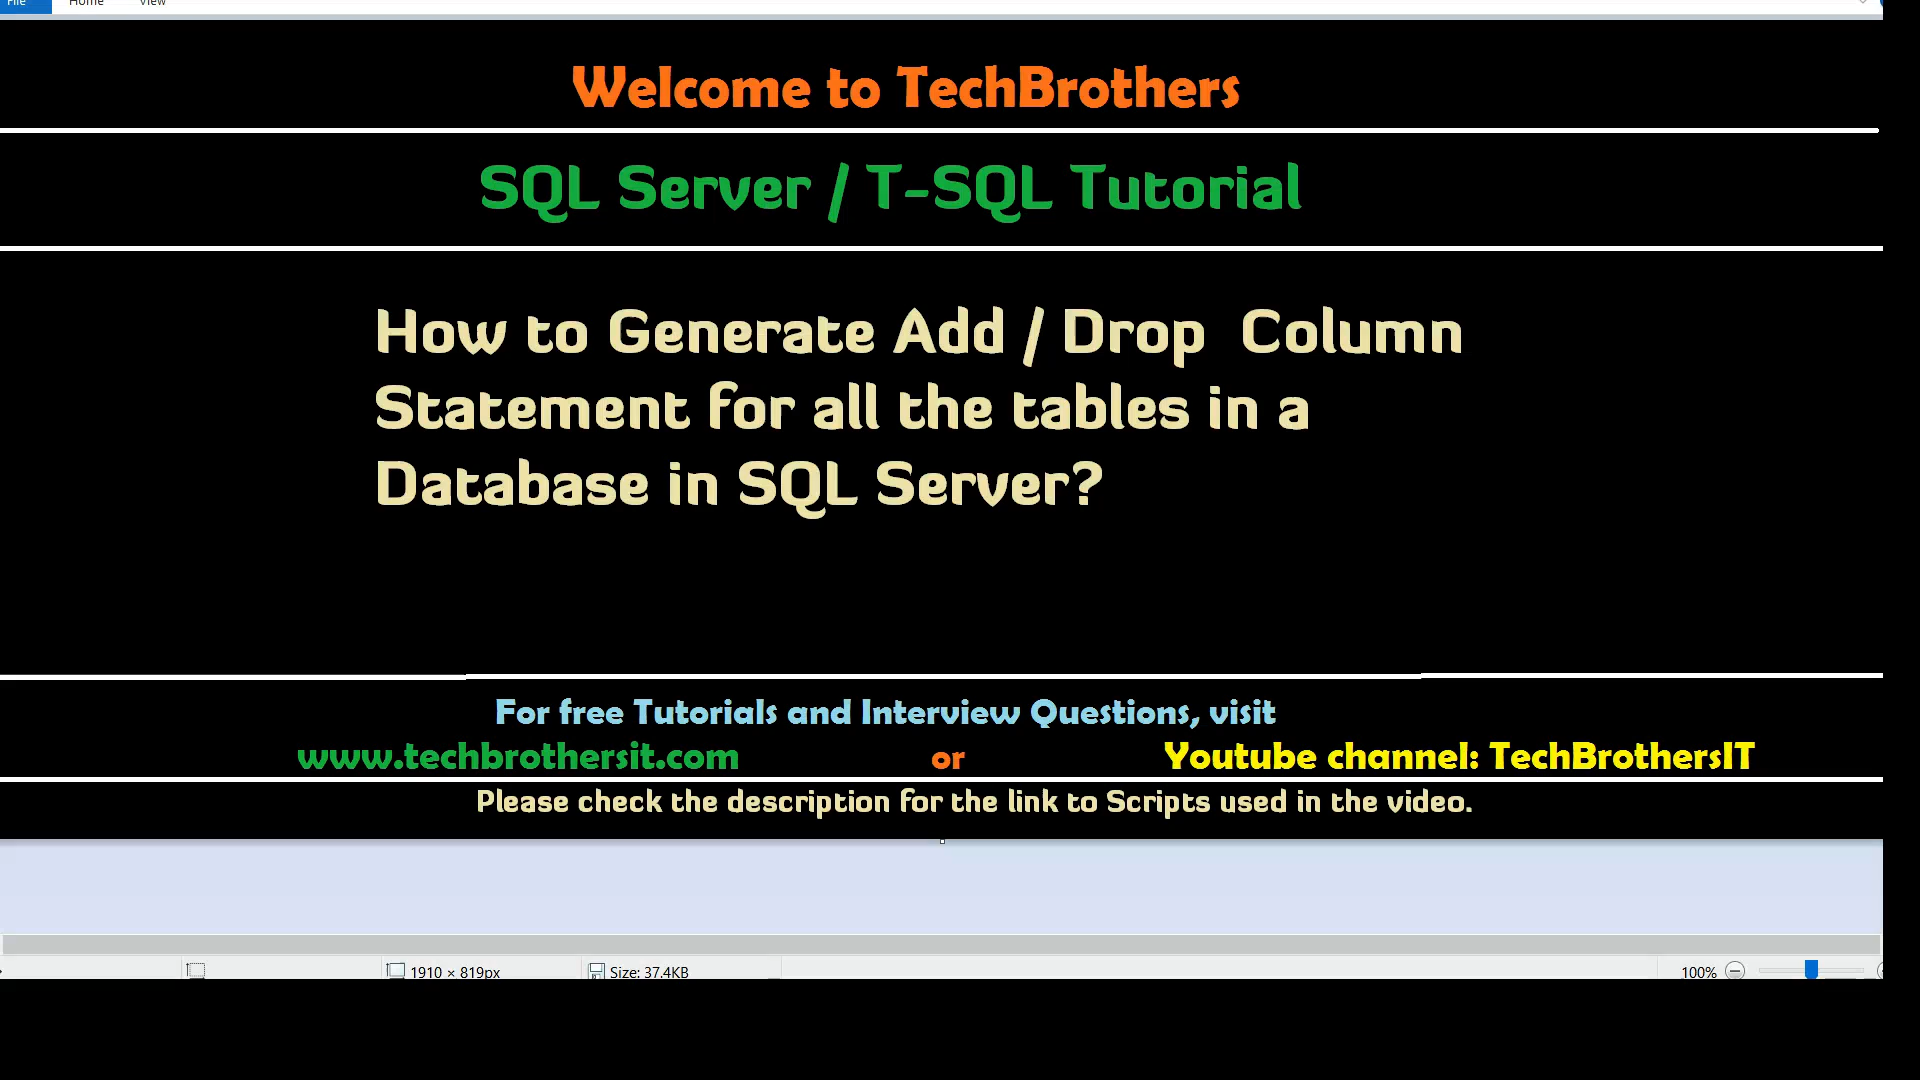 File Home View
Welcome to TechBrothers
SQL Server / T-SQL Tutorial
How to Generate Add / Drop Column
Statement for all the tables in a
Database in SQL Server?
For free Tutorials and Interview Questions, visit
www.techbrothersit.com or Youtube channel: TechBrothersIT
Please check the description for the link to Scripts used in the video.
1910 × 819px Size: 37.4KB 100%